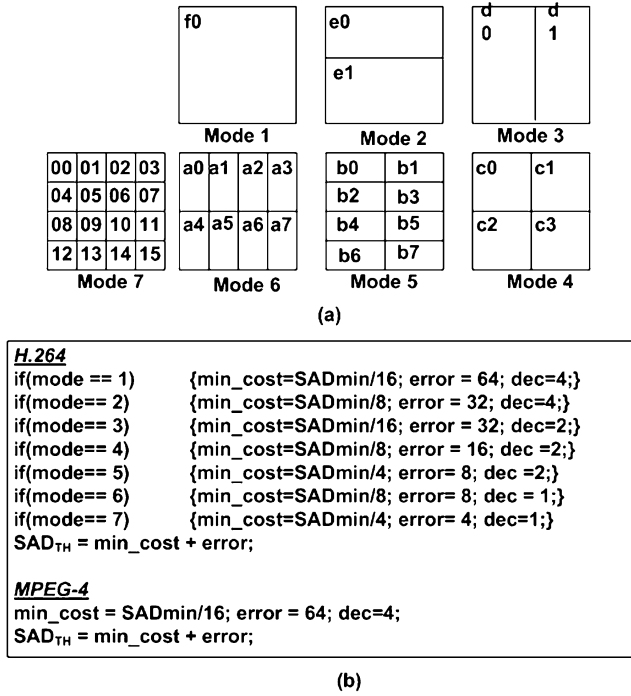 f0
e0
e1
d d
0 1
Mode 1
Mode 2
Mode 3
00 01 02 03
04 05 06 07
08 09 10 11
12 13 14 15
a0 a1 a2 a3
a4 a5 a6 a7
b0 b1
b2 b3
b4 b5
b6 b7
c0 c1
c2 c3
Mode 7
Mode 6
Mode 5
Mode 4
(a)
H.264
if(mode == 1) {min_cost=SADmin/16; error = 64; dec=4;}
if(mode== 2) {min_cost=SADmin/8; error = 32; dec=4;}
if(mode== 3) {min_cost=SADmin/16; error = 32; dec=2;}
if(mode== 4) {min_cost=SADmin/8; error = 16; dec =2;}
if(mode== 5) {min_cost=SADmin/4; error= 8; dec =2;}
if(mode== 6) {min_cost=SADmin/8; error= 8; dec = 1;}
if(mode== 7) {min_cost=SADmin/4; error= 4; dec=1;}
SADTH = min_cost + error;
MPEG-4
min_cost = SADmin/16; error = 64; dec=4;
SADTH = min_cost + error;
(b)